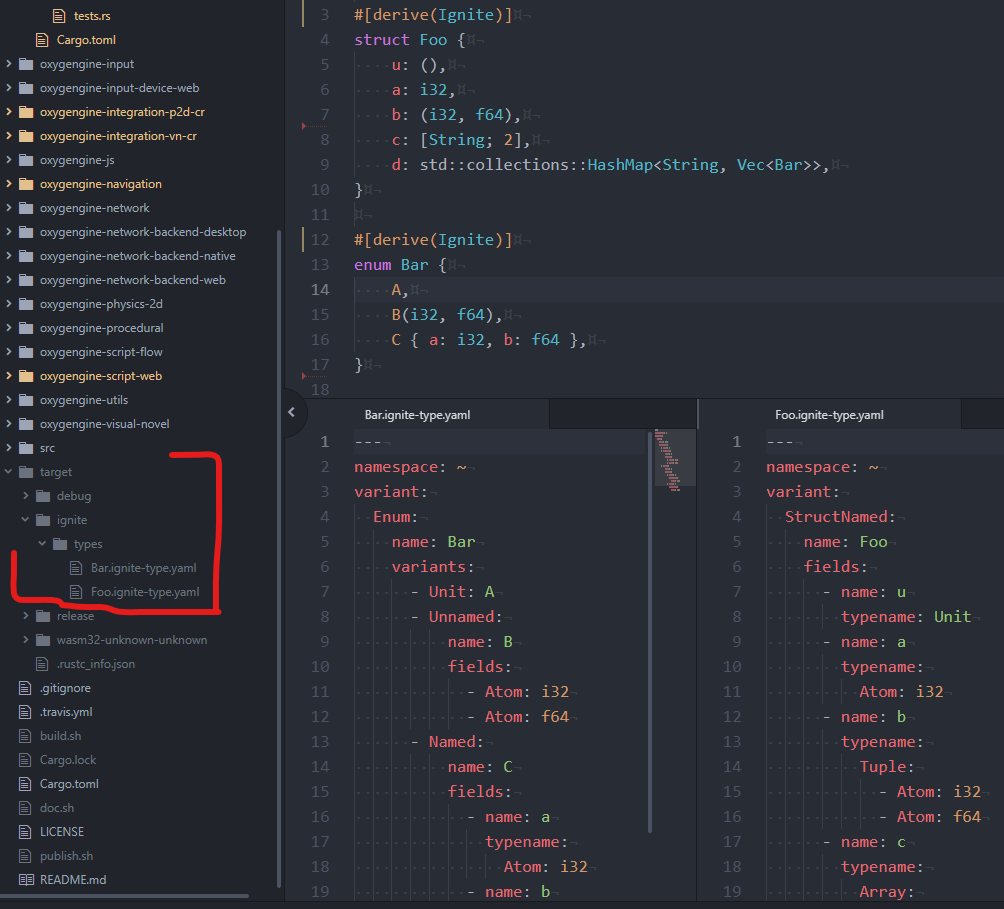 tests.rs
Cargo.toml
oxygengine-input
oxygengine-input-device-web
oxygengine-integration-p2d-cr
oxygengine-integration-vn-cr
oxygengine-js
oxygengine-navigation
oxygengine-network
oxygengine-network-backend-desktop
oxygengine-network-backend-native
oxygengine-network-backend-web
oxygengine-physics-2d
oxygengine-procedural
oxygengine-script-flow
oxygengine-script-web
oxygengine-utils
oxygengine-visual-novel
src
target
debug
ignite
types
Bar.ignite-type.yaml
Foo.ignite-type.yaml
release
wasm32-unknown-unknown
.rustc_info.json
.gitignore
.travis.yml
build.sh
Cargo.lock
Cargo.toml
doc.sh
LICENSE
publish.sh
README.md
3 #[derive(Ignite)]
4 struct Foo {
5 u: (),
6 a: i32,
7 b: (i32, f64),
8 c: [String; 2],
9 d: std::collections::HashMap<String, Vec<Bar>>,
10 }
11
12 #[derive(Ignite)]
13 enum Bar {
14 A,
15 B(i32, f64),
16 C { a: i32, b: f64 },
17 }
18
Bar.ignite-type.yaml
1 ---
2 namespace: ~
3 variant:
4 Enum:
5 name: Bar
6 variants:
7 - Unit: A
8 - Unnamed:
9 name: B
10 fields:
11 - Atom: i32
12 - Atom: f64
13 - Named:
14 name: C
15 fields:
16 - name: a
17 typename:
18 Atom: i32
19 - name: b
Foo.ignite-type.yaml
1 ---
2 namespace: ~
3 variant:
4 StructNamed:
5 name: Foo
6 fields:
7 - name: u
8 typename: Unit
9 - name: a
10 typename:
11 Atom: i32
12 - name: b
13 typename:
14 Tuple:
15 - Atom: i32
16 - Atom: f64
17 - name: c
18 typename:
19 Array: